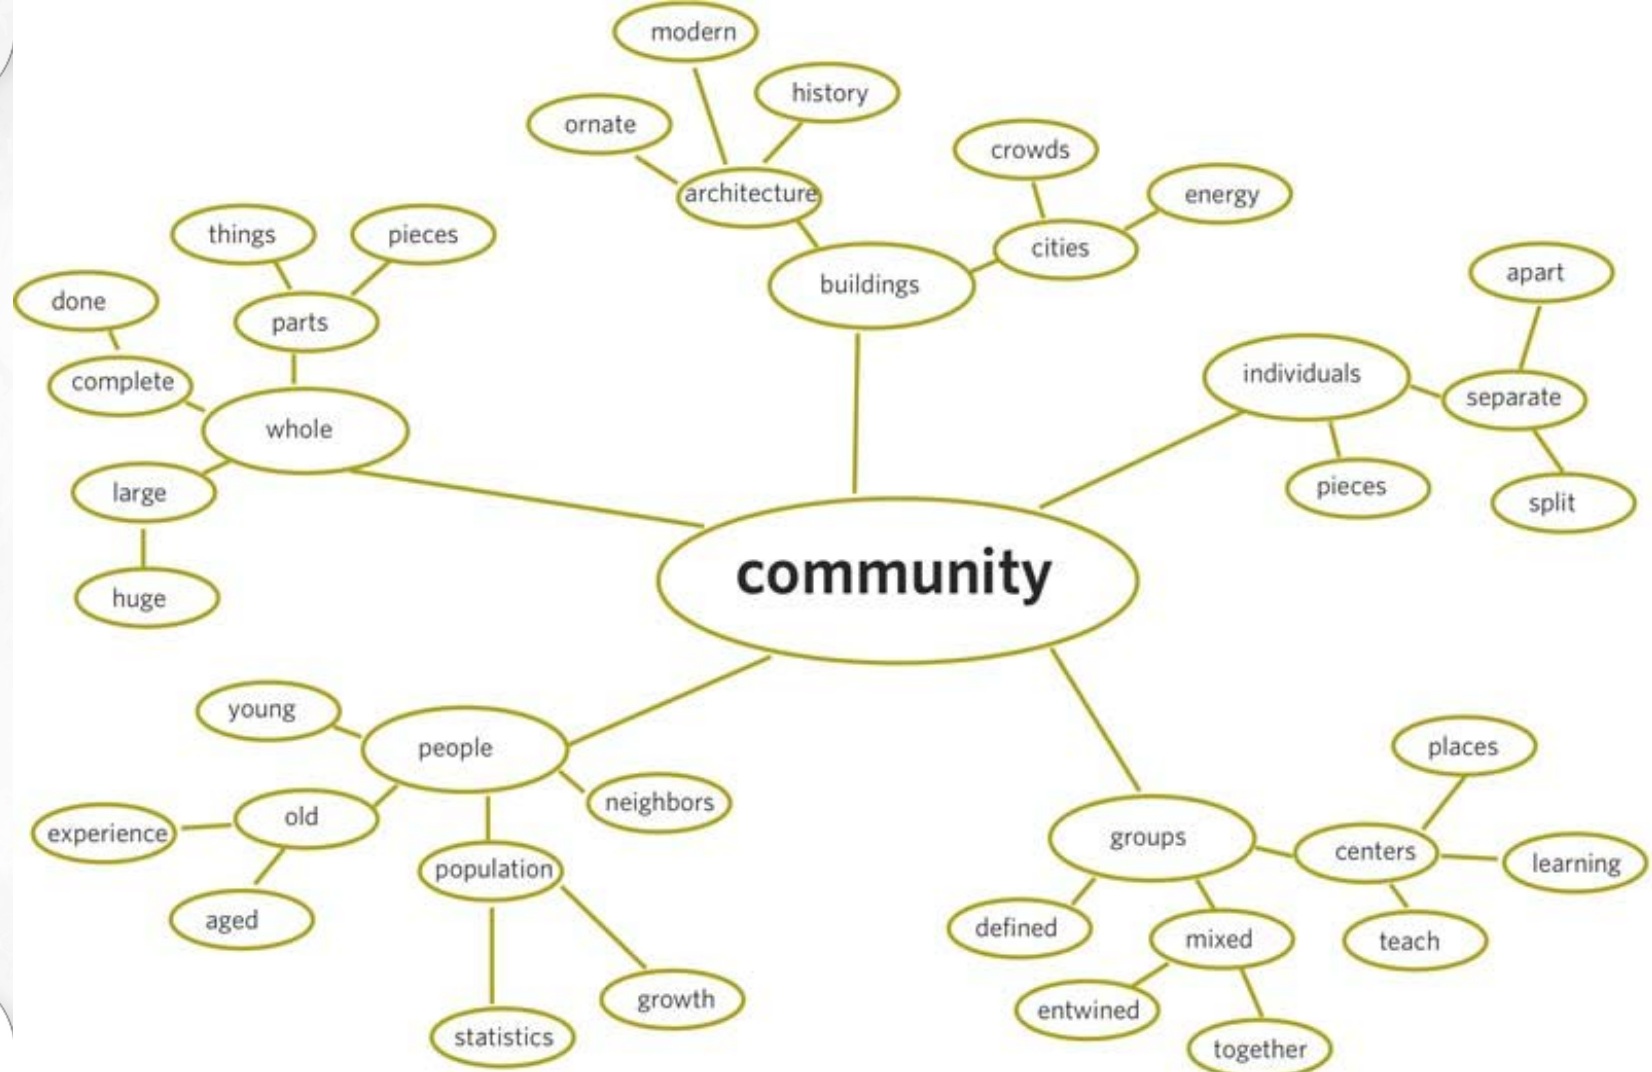 modern
history
ornate
crowds
architecture
energy
things
pieces
cities
apart
buildings
done
parts
individuals
complete
separate
whole
pieces
large
split
community
huge
young
people
places
neighbors
old
experience
groups
centers
learning
population
aged
defined
mixed
teach
growth
entwined
statistics
together